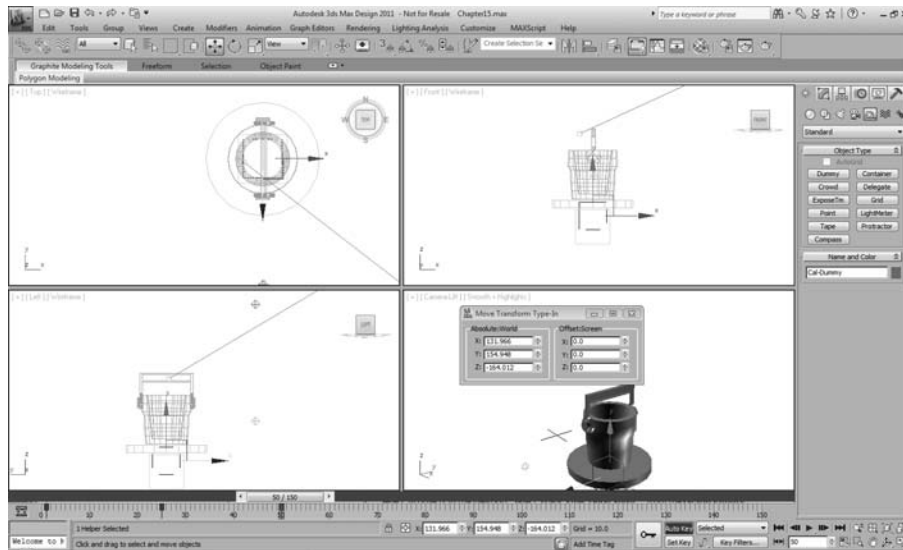 Autodesk 3ds Max Design 2011 - Not for Resale Chapter15.max
Type a keyword or phrase
Edit Tools Group Views Create Modifiers Animation Graph Editors Rendering Lighting Analysis Customize MAXScript Help
All
View
Create Selection Se
Graphite Modeling Tools Freeform Selection Object Paint
Polygon Modeling
[ + ] [ Top ] [ Wireframe ]
[ + ] [ Front ] [ Wireframe ]
N
W TOP E
S
FRONT
Standard
Object Type
AutoGrid
Dummy Container
Crowd Delegate
ExposeTm Grid
Point LightMeter
Tape Protractor
Compass
Name and Color
Cal-Dummy
[ + ] [ Left ] [ Wireframe ]
LEFT
Move Transform Type-In
Absolute:World Offset:Screen
X: 131.966 X: 0.0
Y: 154.948 Y: 0.0
Z: -164.012 Z: 0.0
50 / 150
0 10 20 30 40 50 60 70 80 90 100 110 120 130 140 150
1 Helper Selected
X: 131.966 Y: 154.948 Z: -164.012 Grid = 10.0
Auto Key Selected
Welcome to M
Click and drag to select and move objects
Add Time Tag
Set Key Key Filters...
50